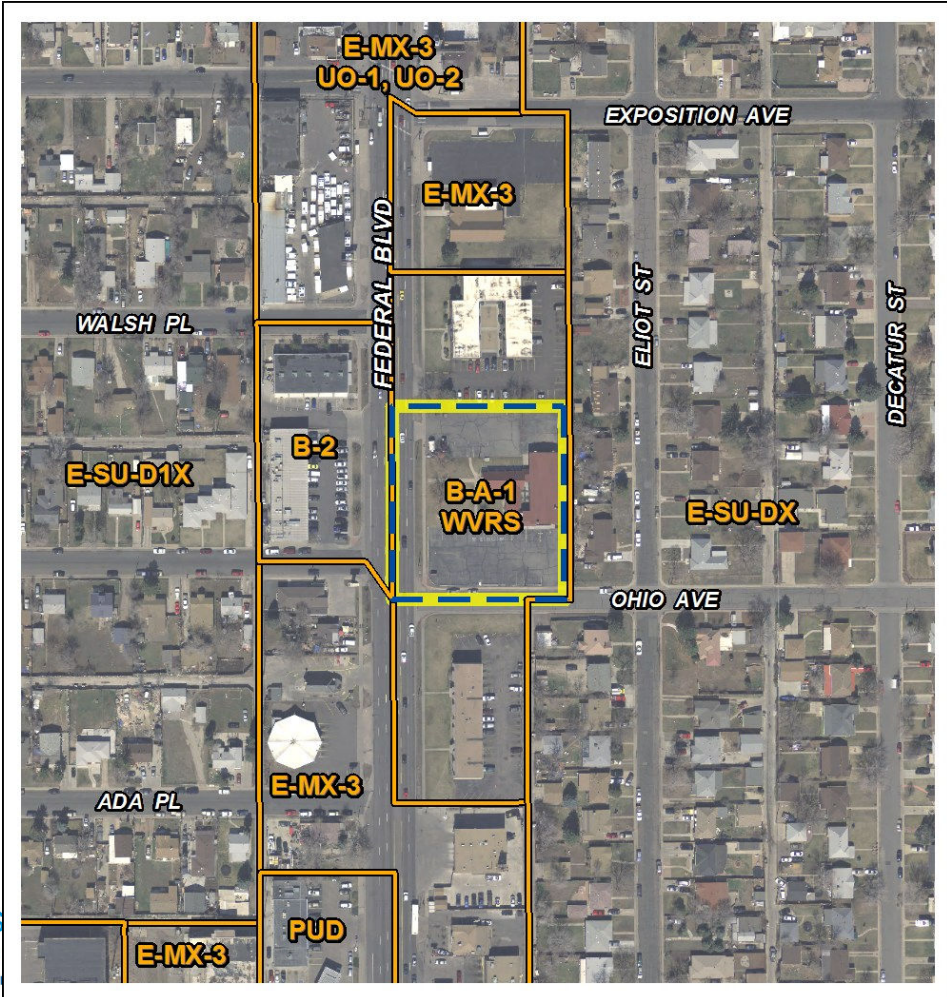 E-MX-3
UO-1, UO-2
EXPOSITION AVE
E-MX-3
FEDERAL BLVD
ELIOT ST
DECATUR ST
WALSH PL
B-2
E-SU-D1X
B-A-1
WVRS
E-SU-DX
OHIO AVE
E-MX-3
ADA PL
PUD
E-MX-3